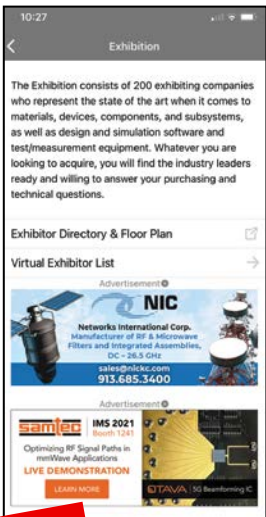 10:27
Exhibition
The Exhibition consists of 200 exhibiting companies
who represent the state of the art when it comes to
materials, devices, components, and subsystems,
as well as design and simulation software and
test/measurement equipment. Whatever you are
looking to acquire, you will find the industry leaders
ready and willing to answer your purchasing and
technical questions.
Exhibitor Directory & Floor Plan
Virtual Exhibitor List
Advertisement
NIC
Networks International Corp.
Manufacturer of RF & Microwave
Filters and Integrated Assemblies,
DC – 26.5 GHz
sales@nickc.com
913.685.3400
Advertisement
samtec
IMS 2021
Booth 1241
Optimizing RF Signal Paths in
mmWave Applications
LIVE DEMONSTRATION
LEARN MORE
OTAVA 5G Beamforming IC